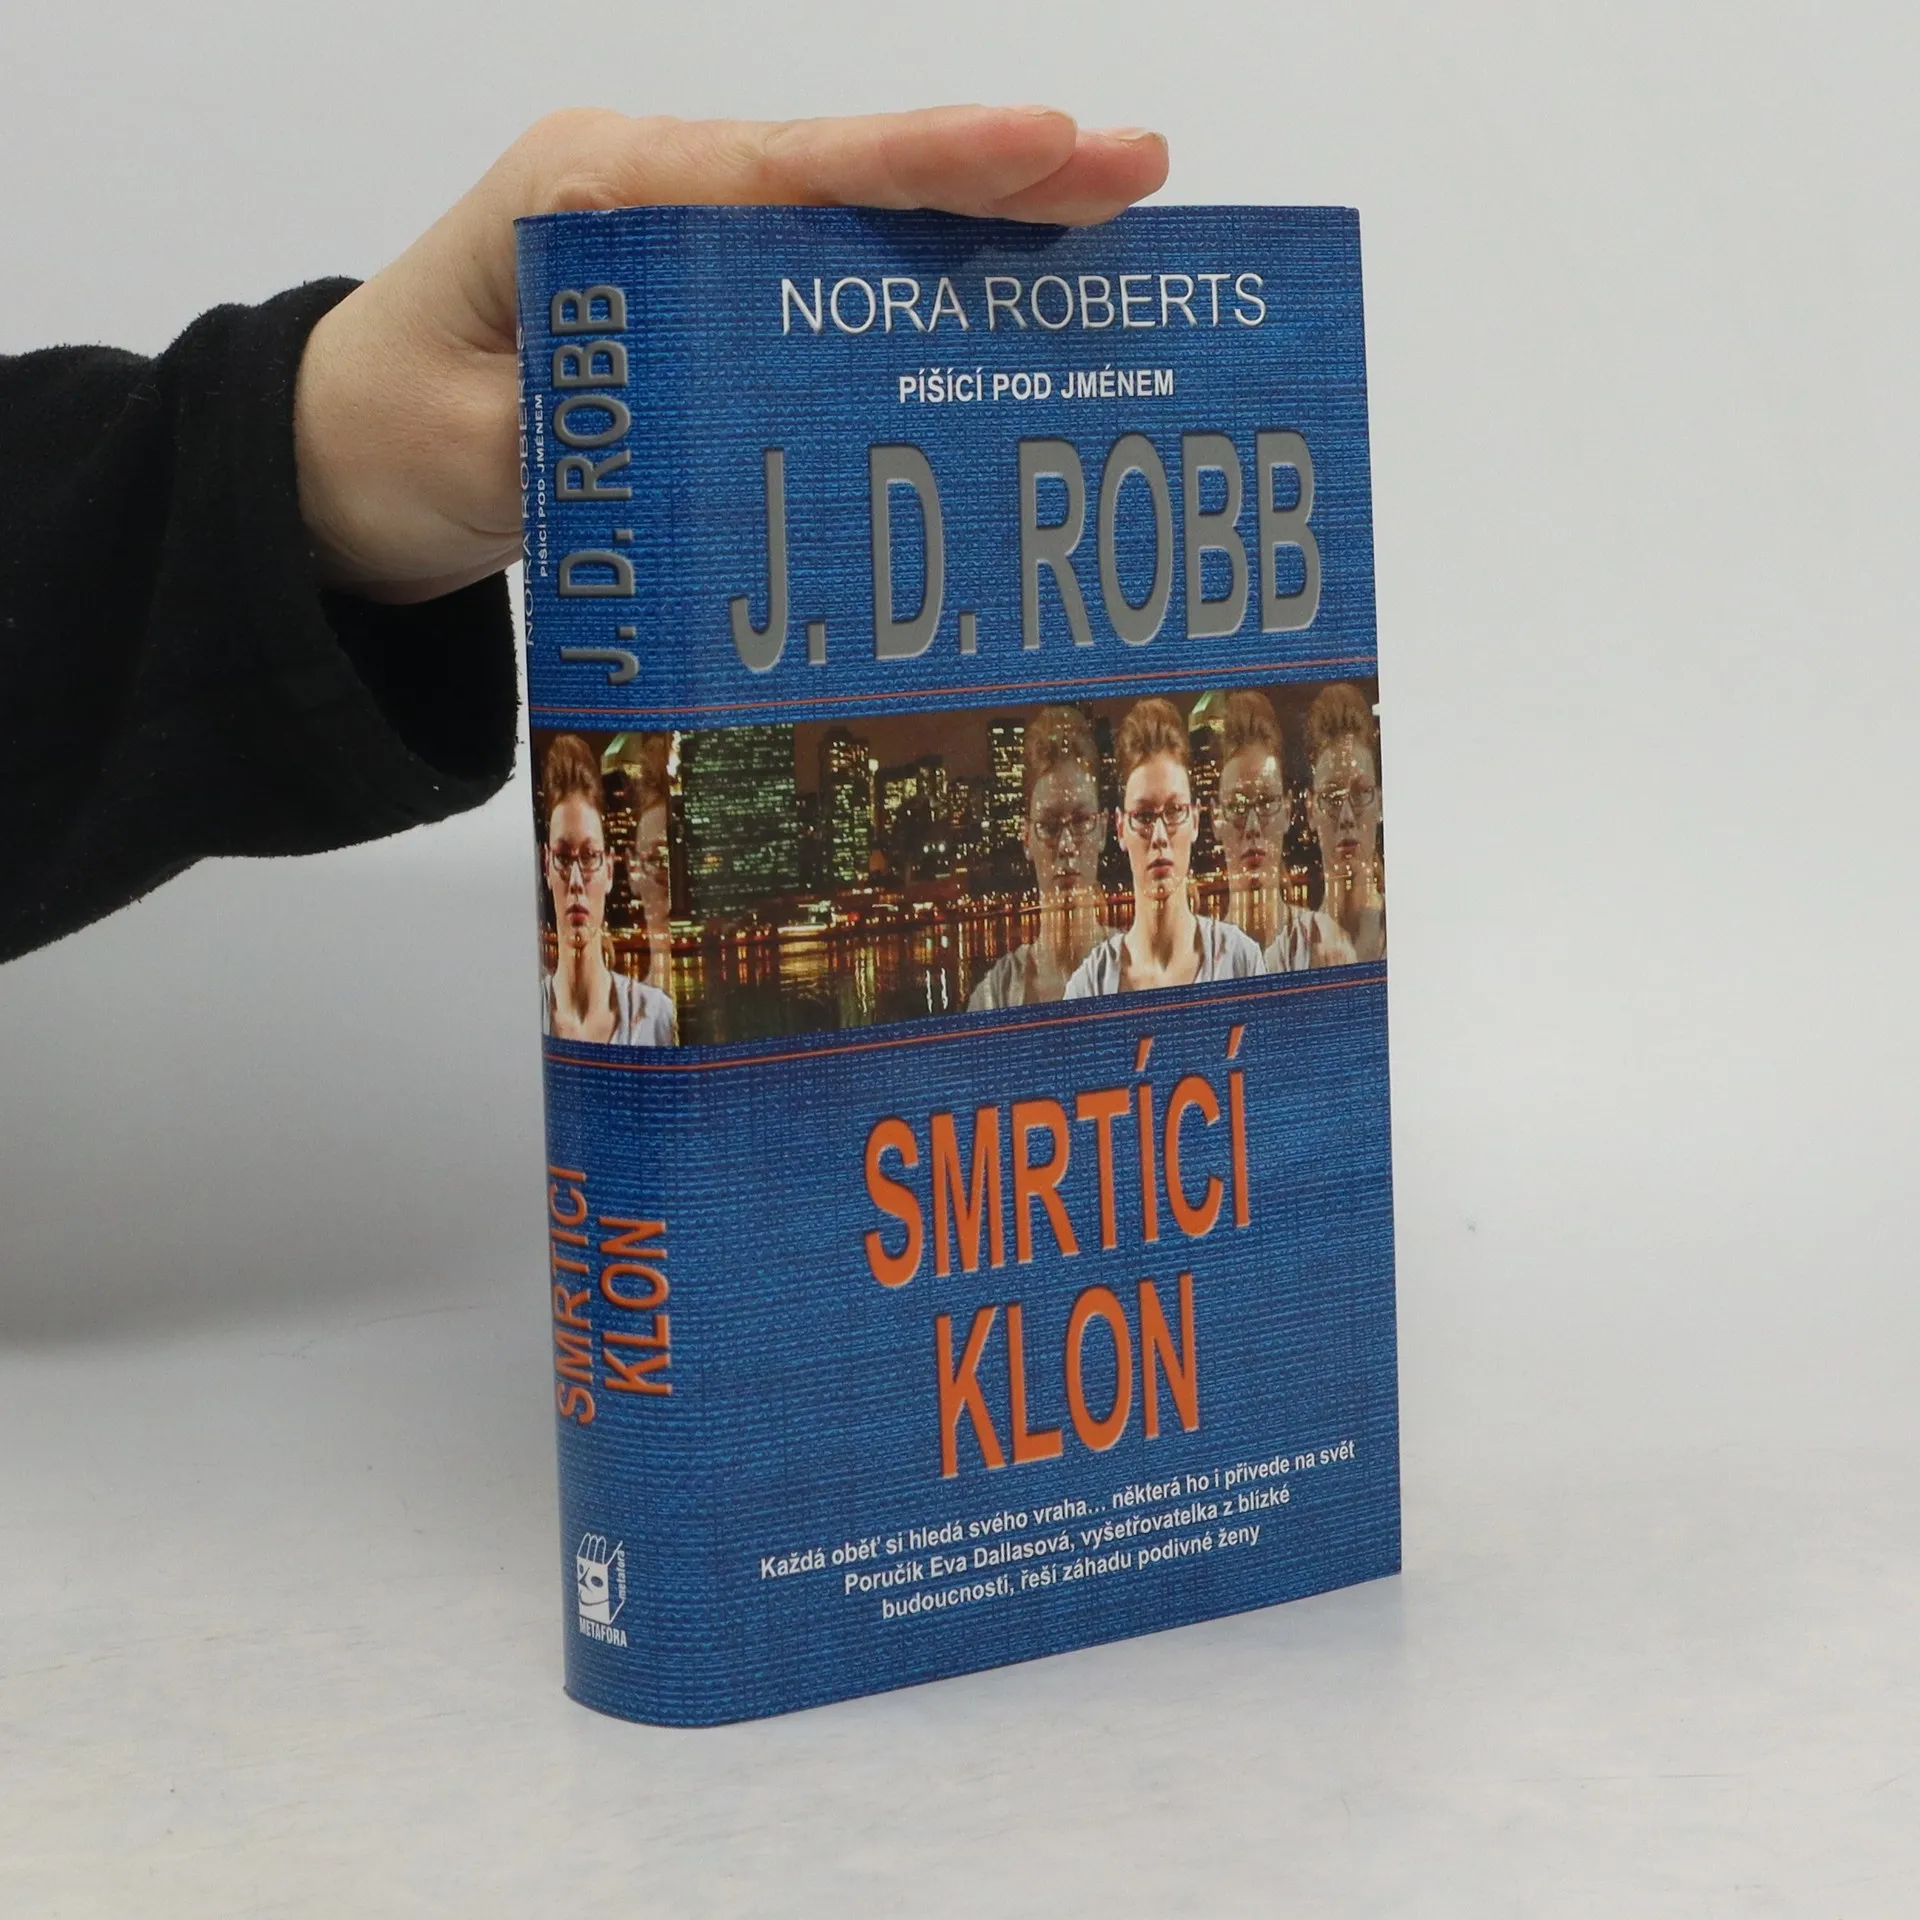 NORA ROBERTS
PÍŠÍCÍ POD JMÉNEM
J. D. ROBB
SMRTÍCÍ
KLON
Každá oběť si hledá svého vraha... některá ho i přivede na svět
Poručík Eva Dallasová, vyšetřovatelka z blízké
budoucnosti, řeší záhadu podivné ženy
NORA ROBERTS
PÍŠÍCÍ POD JMÉNEM
J. D. ROBB
SMRTÍCÍ
KLON
metafora
METAFORA